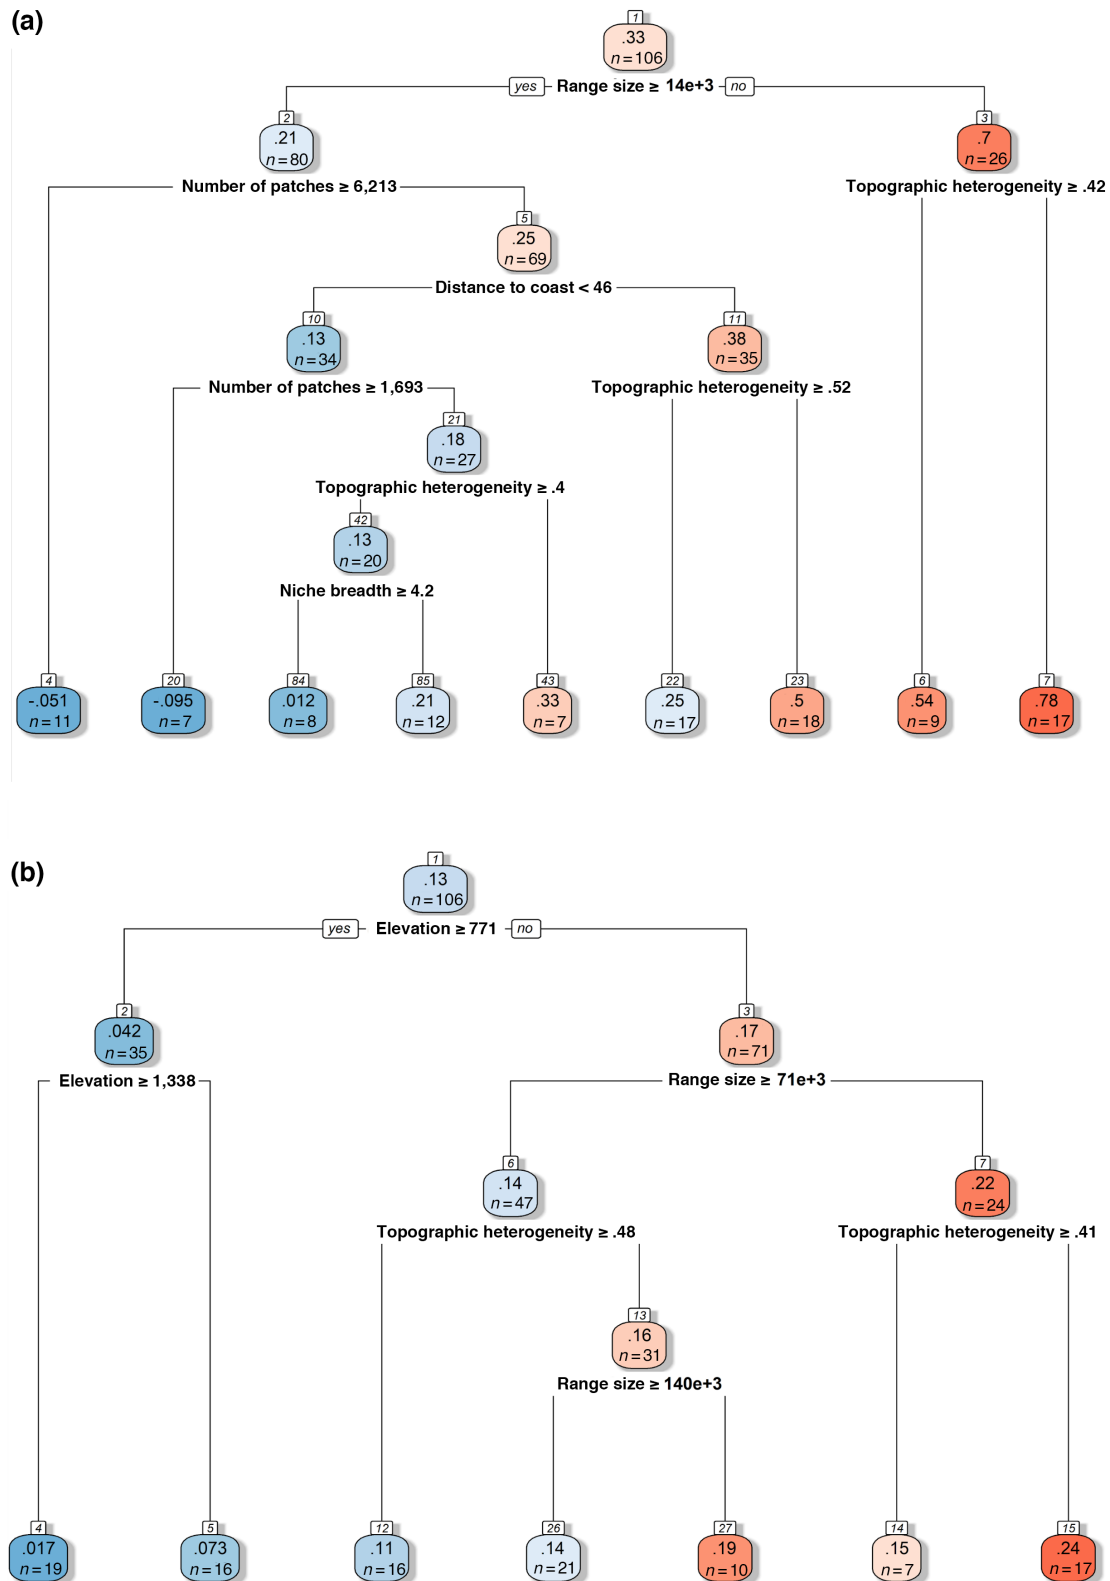 (a)
1
.33
n=106
yes Range size ≥ 14e+3 no
2 3
.21 .7
n=80 n=26
Number of patches ≥ 6,213 Topographic heterogeneity ≥ .42
5
.25
n=69
Distance to coast < 46
10 11
.13 .38
n=34 n=35
Number of patches ≥ 1,693 Topographic heterogeneity ≥ .52
21
.18
n=27
Topographic heterogeneity ≥ .4
42
.13
n=20
Niche breadth ≥ 4.2
4 20 84 85 43 22 23 6 7
-.051 -.095 .012 .21 .33 .25 .5 .54 .78
n=11 n=7 n=8 n=12 n=7 n=17 n=18 n=9 n=17
(b)
1
.13
n=106
yes Elevation ≥ 771 no
2 3
.042 .17
n=35 n=71
Elevation ≥ 1,338 Range size ≥ 71e+3
6 7
.14 .22
n=47 n=24
Topographic heterogeneity ≥ .48 Topographic heterogeneity ≥ .41
13
.16
n=31
Range size ≥ 140e+3
4 5 12 26 27 14 15
.017 .073 .11 .14 .19 .15 .24
n=19 n=16 n=16 n=21 n=10 n=7 n=17